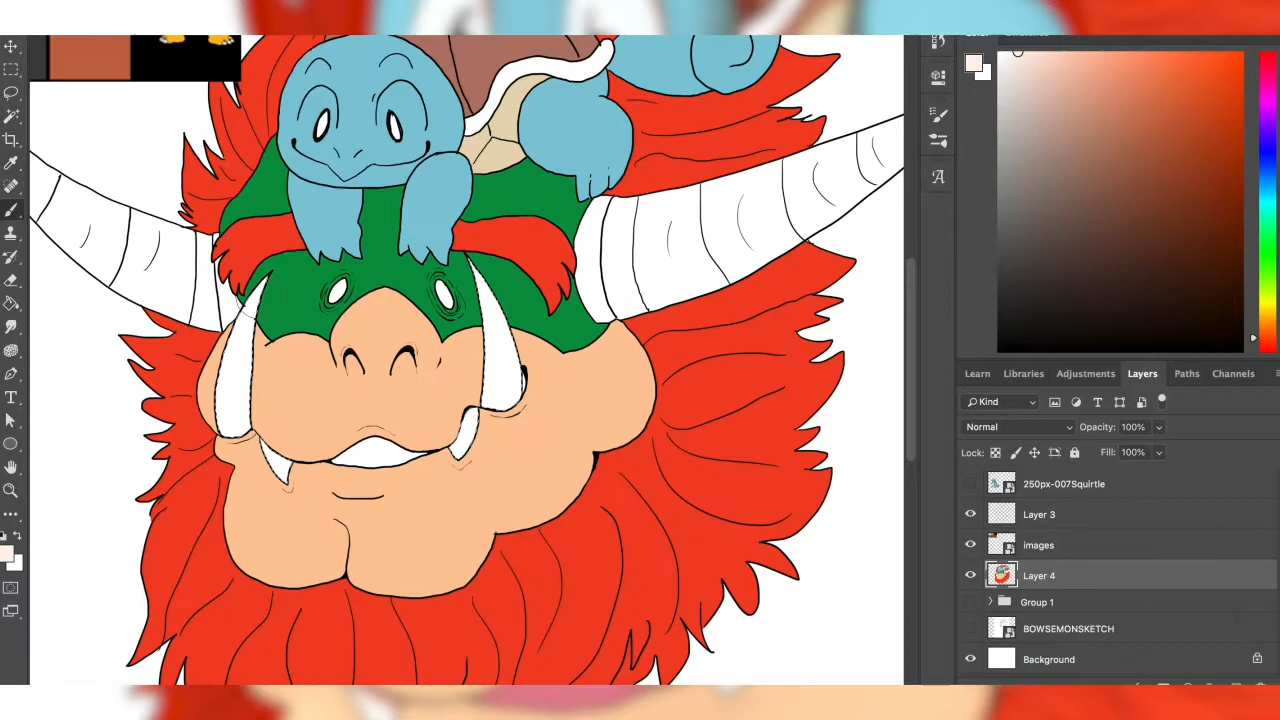 Learn Libraries Adjustments Layers Paths Channels
Kind
Normal Opacity: 100%
Lock: Fill: 100%
250px-007Squirtle
Layer 3
images
Layer 4
Group 1
BOWSEMONSKETCH
Background